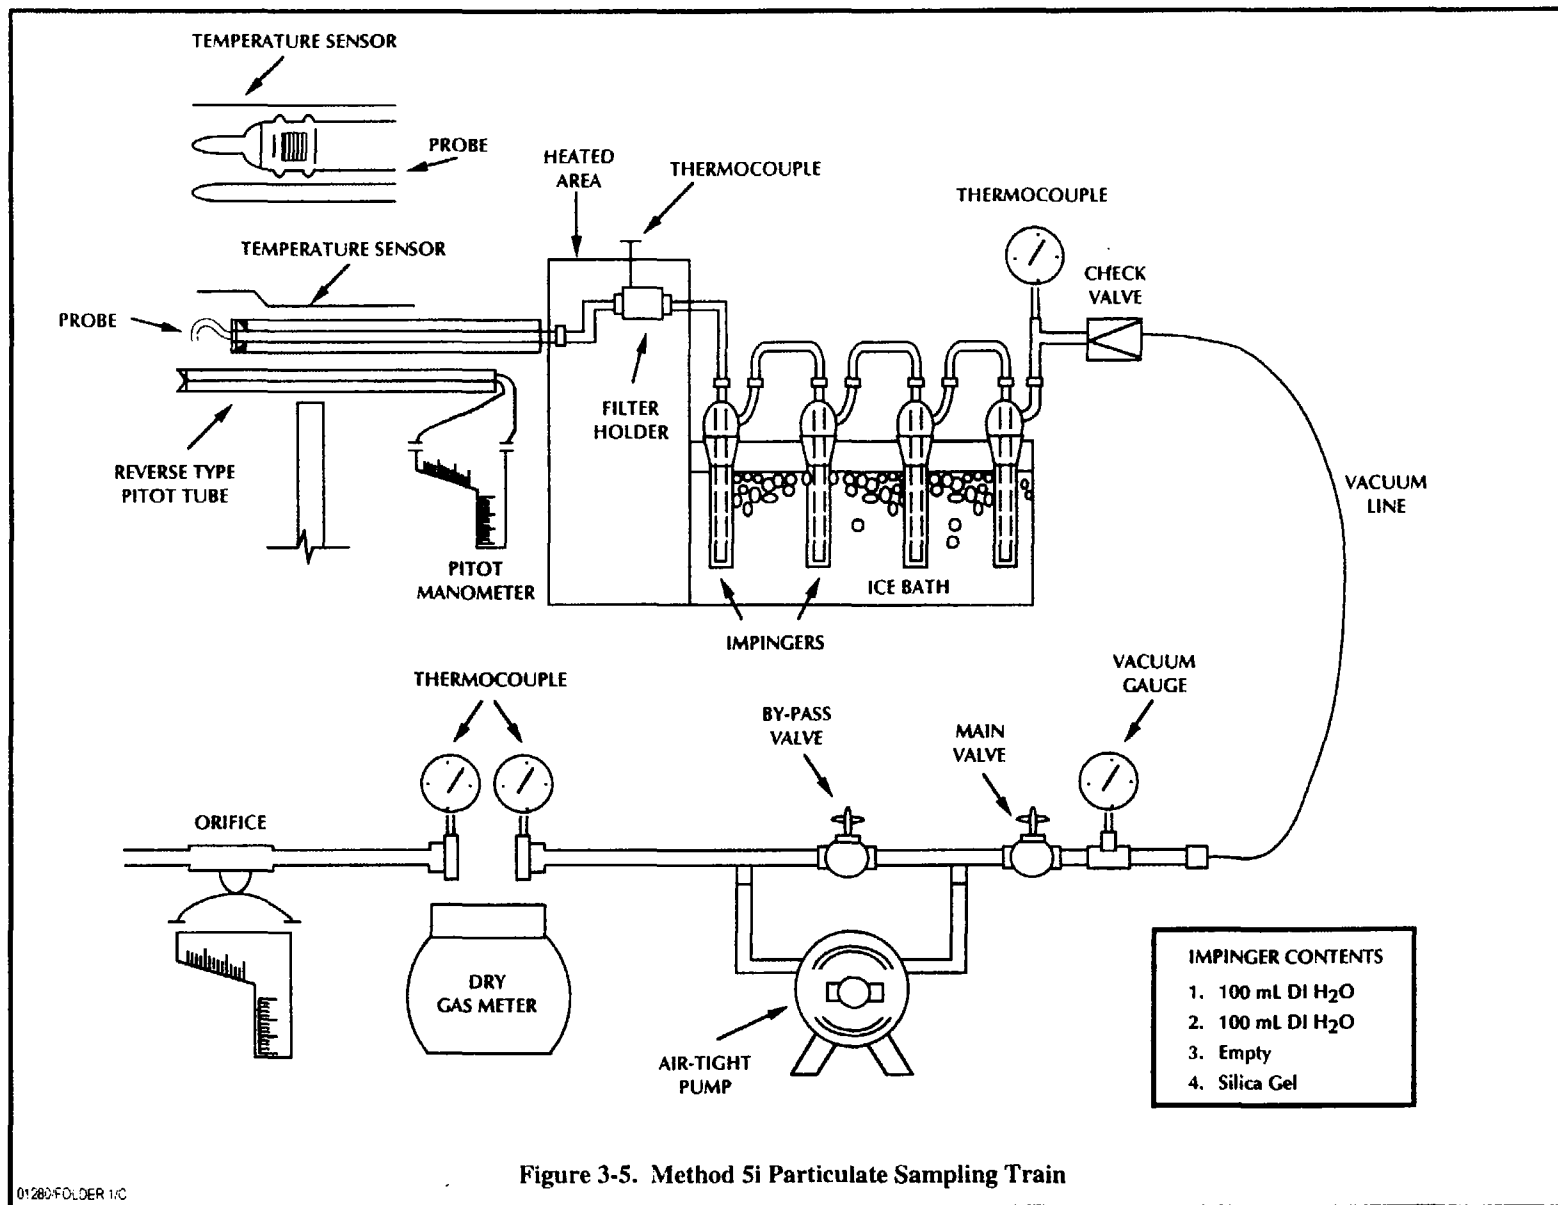 TEMPERATURE SENSOR
PROBE
HEATED
AREA
THERMOCOUPLE
THERMOCOUPLE
TEMPERATURE SENSOR
CHECK
VALVE
PROBE
FILTER
HOLDER
REVERSE TYPE
PITOT TUBE
VACUUM
LINE
PITOT
MANOMETER
ICE BATH
IMPINGERS
THERMOCOUPLE
VACUUM
GAUGE
BY-PASS
VALVE
MAIN
VALVE
ORIFICE
DRY
GAS METER
AIR-TIGHT
PUMP
IMPINGER CONTENTS
1. 100 mL DI H2O
2. 100 mL DI H2O
3. Empty
4. Silica Gel
Figure 3-5. Method 5i Particulate Sampling Train
01280/FOLDER 1/C